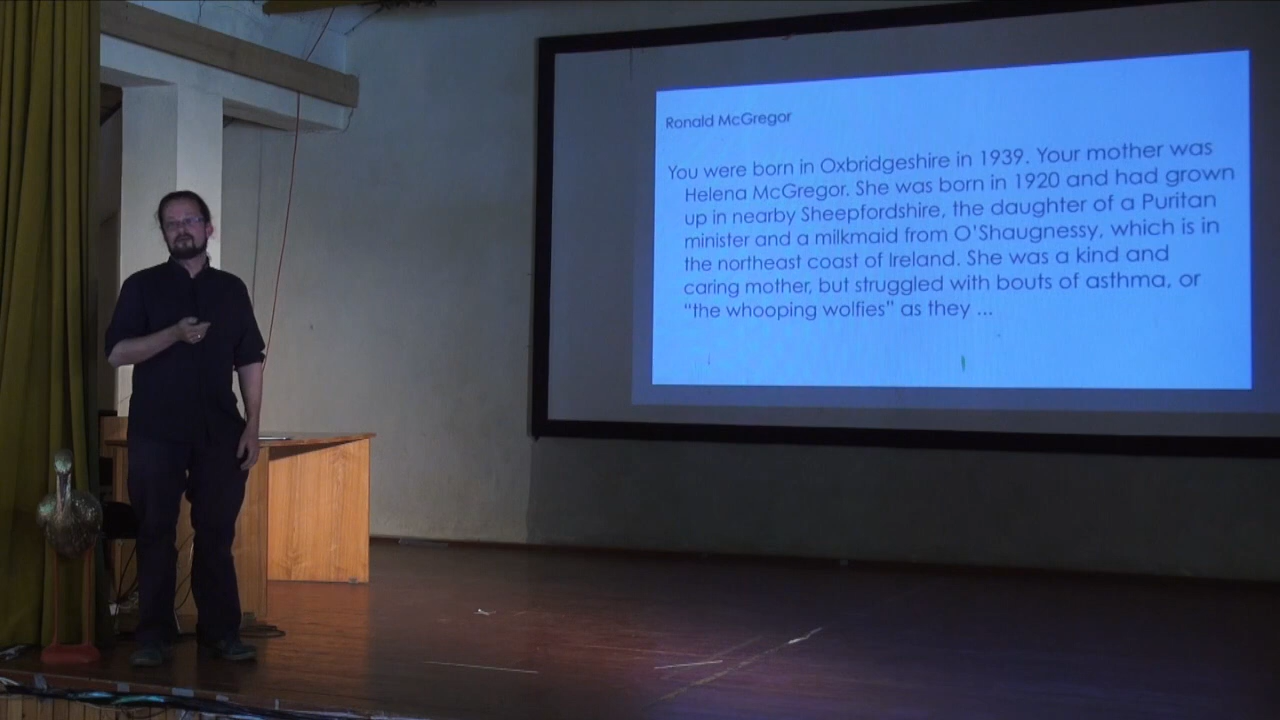 Ronald McGregor
You were born in Oxbridgeshire in 1939. Your mother was
Helena McGregor. She was born in 1920 and had grown
up in nearby Sheepfordshire, the daughter of a Puritan
minister and a milkmaid from O'Shaugnessy, which is in
the northeast coast of Ireland. She was a kind and
caring mother, but struggled with bouts of asthma, or
“the whooping wolfies” as they ...